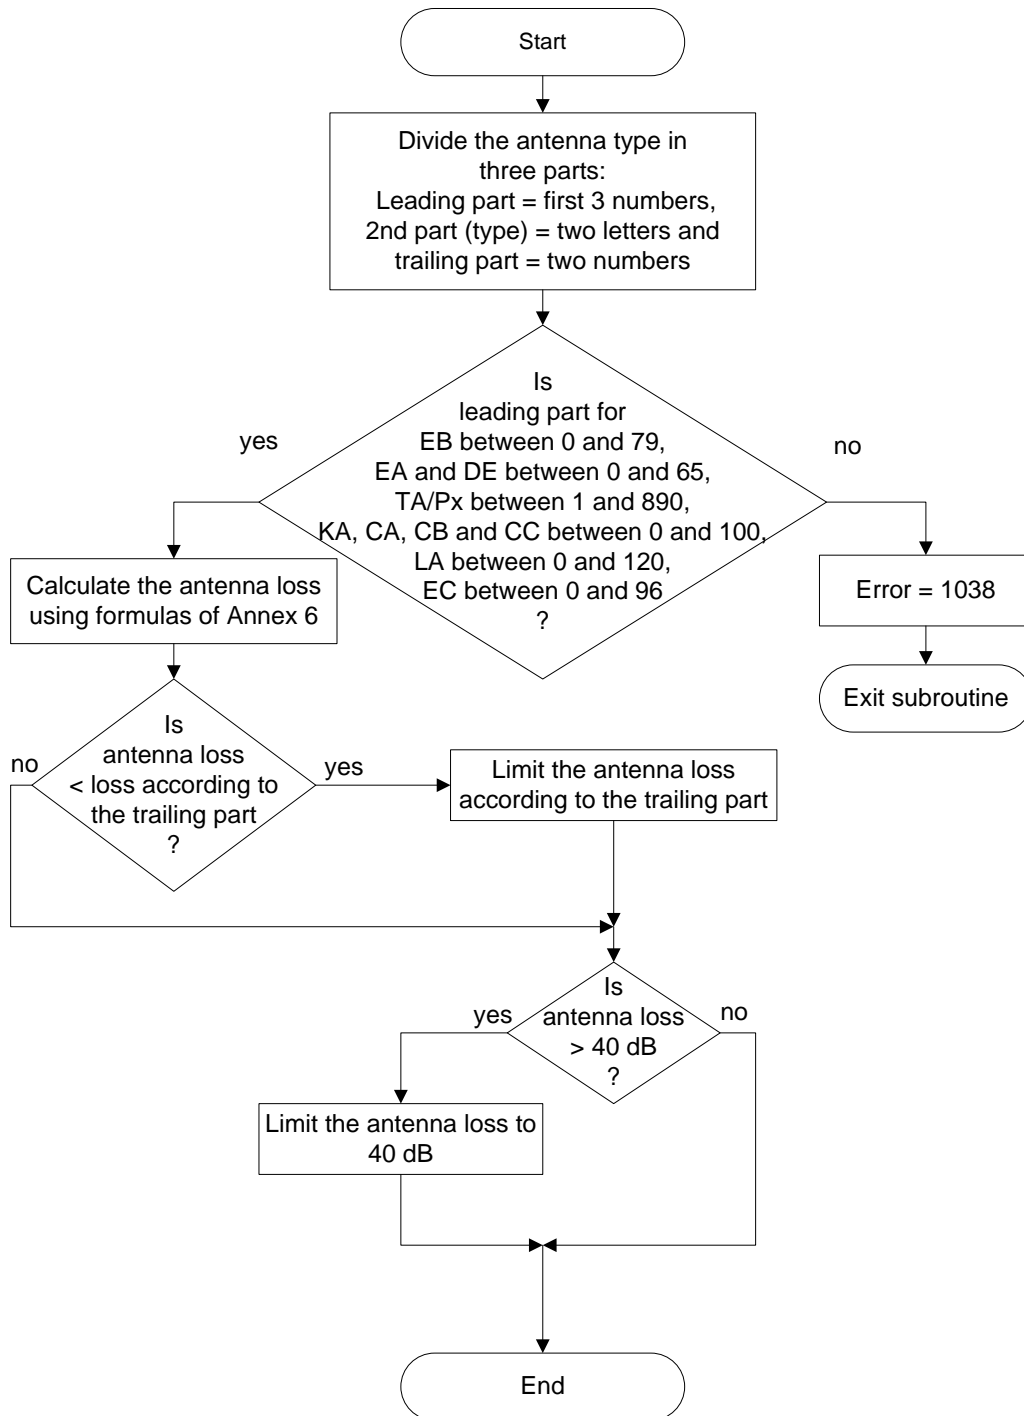 Start
Divide the antenna type in
three parts:
Leading part = first 3 numbers,
2nd part (type) = two letters and
trailing part = two numbers
Is
leading part for
EB between 0 and 79,
EA and DE between 0 and 65,
TA/Px between 1 and 890,
KA, CA, CB and CC between 0 and 100,
LA between 0 and 120,
EC between 0 and 96
?
yes
no
Calculate the antenna loss
using formulas of Annex 6
Error = 1038
Exit subroutine
Is
antenna loss
< loss according to
the trailing part
?
no
yes
Limit the antenna loss
according to the trailing part
Is
antenna loss
> 40 dB
?
yes
no
Limit the antenna loss to
40 dB
End